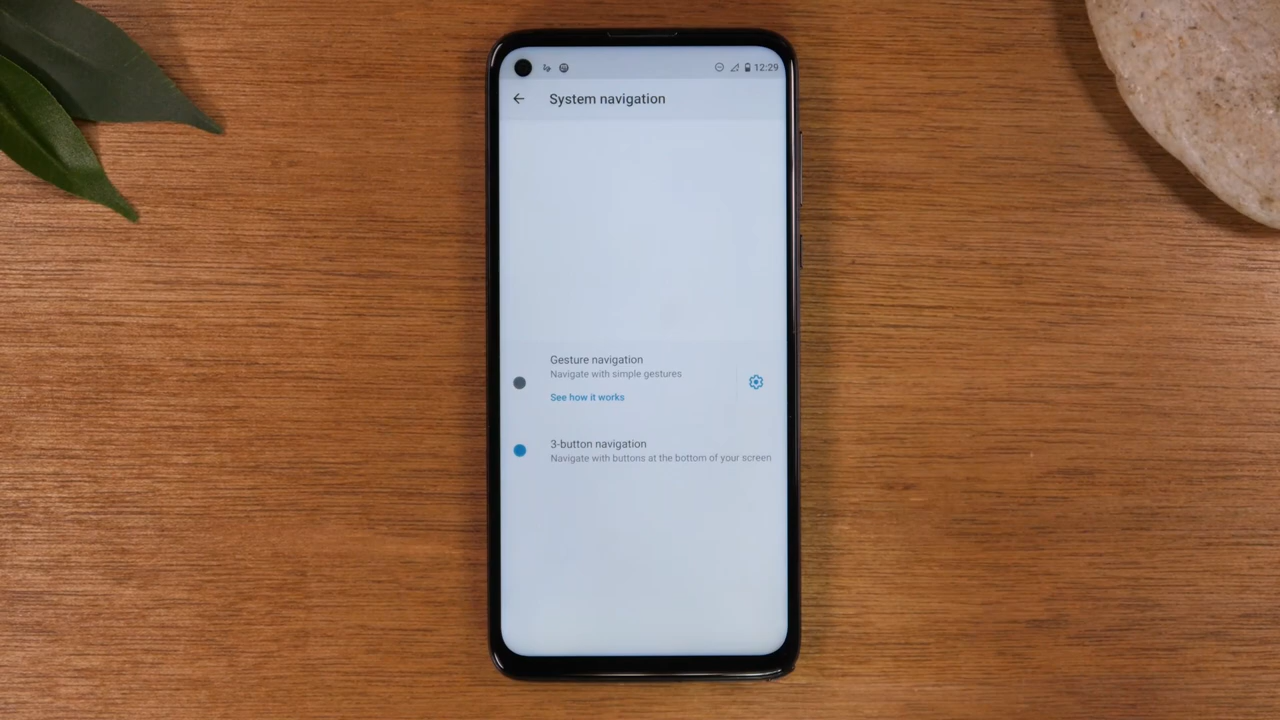 12:29
System navigation
Gesture navigation
Navigate with simple gestures
See how it works
3-button navigation
Navigate with buttons at the bottom of your screen